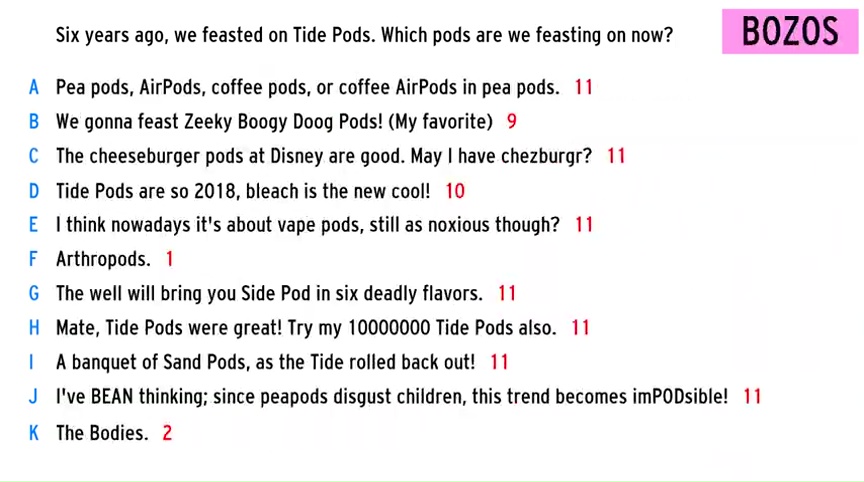 Six years ago, we feasted on Tide Pods. Which pods are we feasting on now?
BOZOS
A Pea pods, AirPods, coffee pods, or coffee AirPods in pea pods. 11
B We gonna feast Zeeky Boogy Doog Pods! (My favorite) 9
C The cheeseburger pods at Disney are good. May I have chezburgr? 11
D Tide Pods are so 2018, bleach is the new cool! 10
E I think nowadays it's about vape pods, still as noxious though? 11
F Arthropods. 1
G The well will bring you Side Pod in six deadly flavors. 11
H Mate, Tide Pods were great! Try my 10000000 Tide Pods also. 11
I A banquet of Sand Pods, as the Tide rolled back out! 11
J I've BEAN thinking; since peapods disgust children, this trend becomes imPODsible! 11
K The Bodies. 2